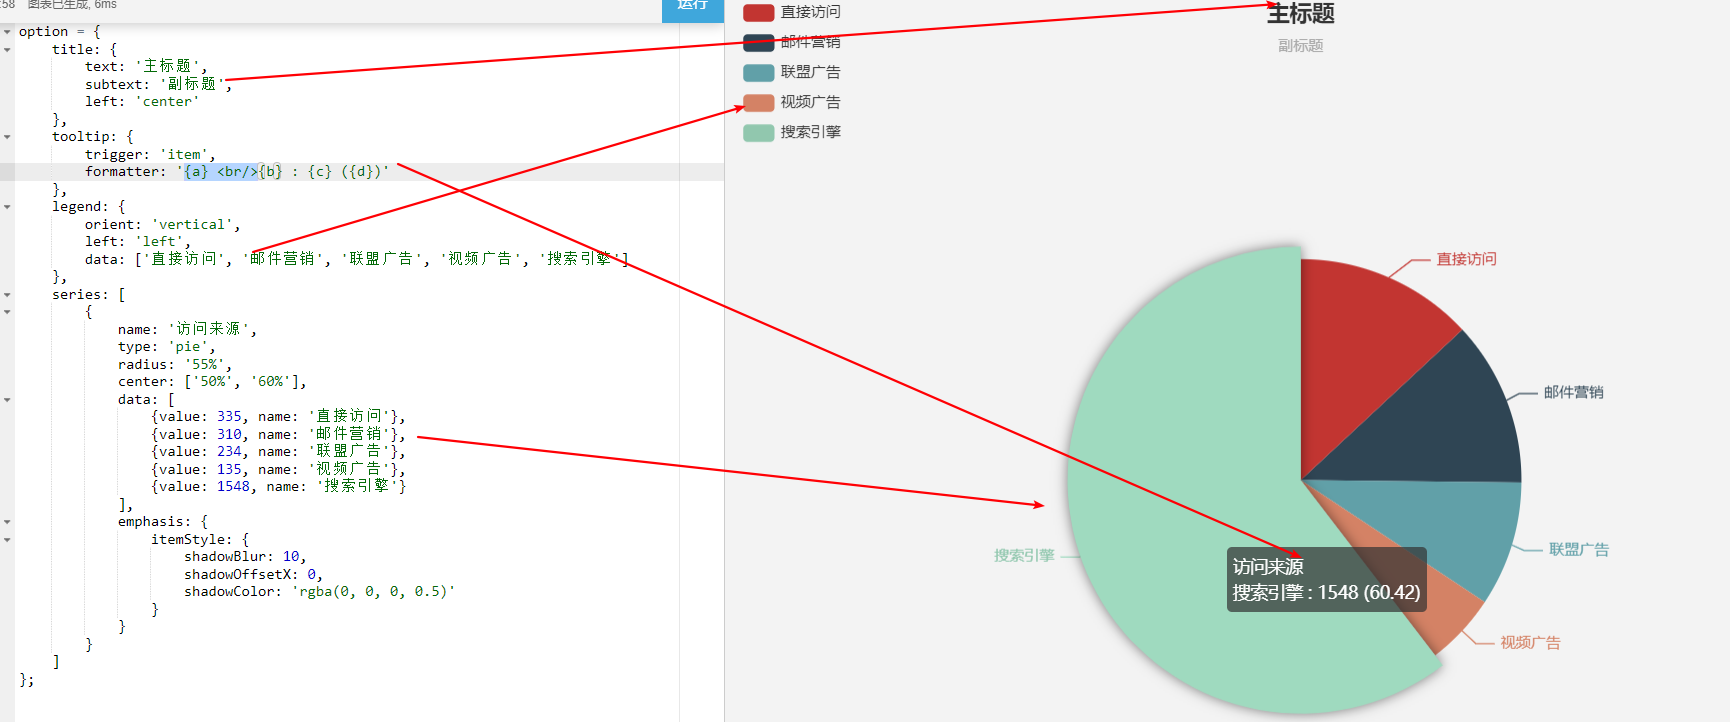 :58 图表已生成, 6ms
运行
option = {
title: {
text: '主标题',
subtext: '副标题',
left: 'center'
},
tooltip: {
trigger: 'item',
formatter: '{a} <br/>{b} : {c} ({d})'
},
legend: {
orient: 'vertical',
left: 'left',
data: ['直接访问', '邮件营销', '联盟广告', '视频广告', '搜索引擎']
},
series: [
{
name: '访问来源',
type: 'pie',
radius: '55%',
center: ['50%', '60%'],
data: [
{value: 335, name: '直接访问'},
{value: 310, name: '邮件营销'},
{value: 234, name: '联盟广告'},
{value: 135, name: '视频广告'},
{value: 1548, name: '搜索引擎'}
],
emphasis: {
itemStyle: {
shadowBlur: 10,
shadowOffsetX: 0,
shadowColor: 'rgba(0, 0, 0, 0.5)'
}
}
}
]
};
直接访问
邮件营销
联盟广告
视频广告
搜索引擎
主标题
副标题
直接访问
邮件营销
联盟广告
视频广告
搜索引擎
访问来源
搜索引擎 : 1548 (60.42)